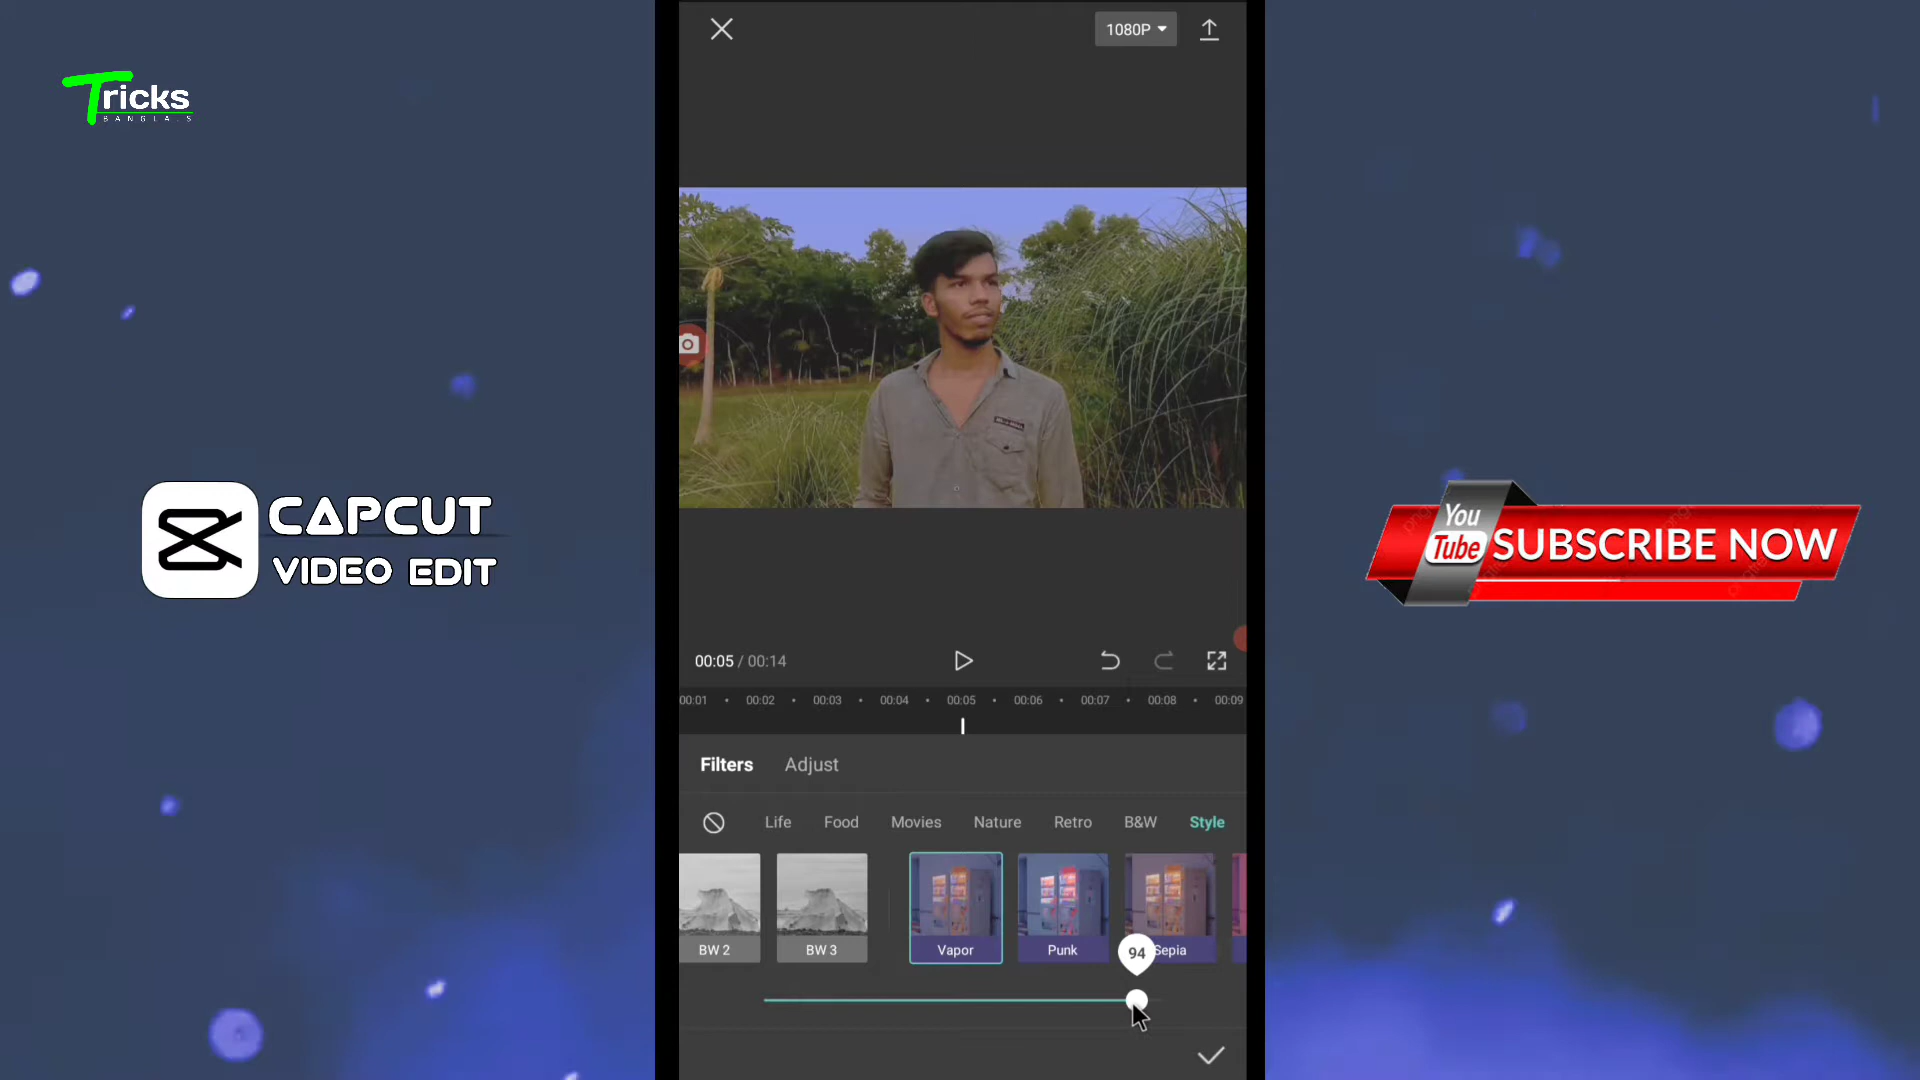 Tricks
BANGLA.S
1080P
CAPCUT
VIDEO EDIT
You
Tube
SUBSCRIBE NOW
00:05 / 00:14
00:01 00:02 00:03 00:04 00:05 00:06 00:07 00:08 00:09
Filters Adjust
Life Food Movies Nature Retro B&W Style
BW 2 BW 3 Vapor Punk Sepia
94